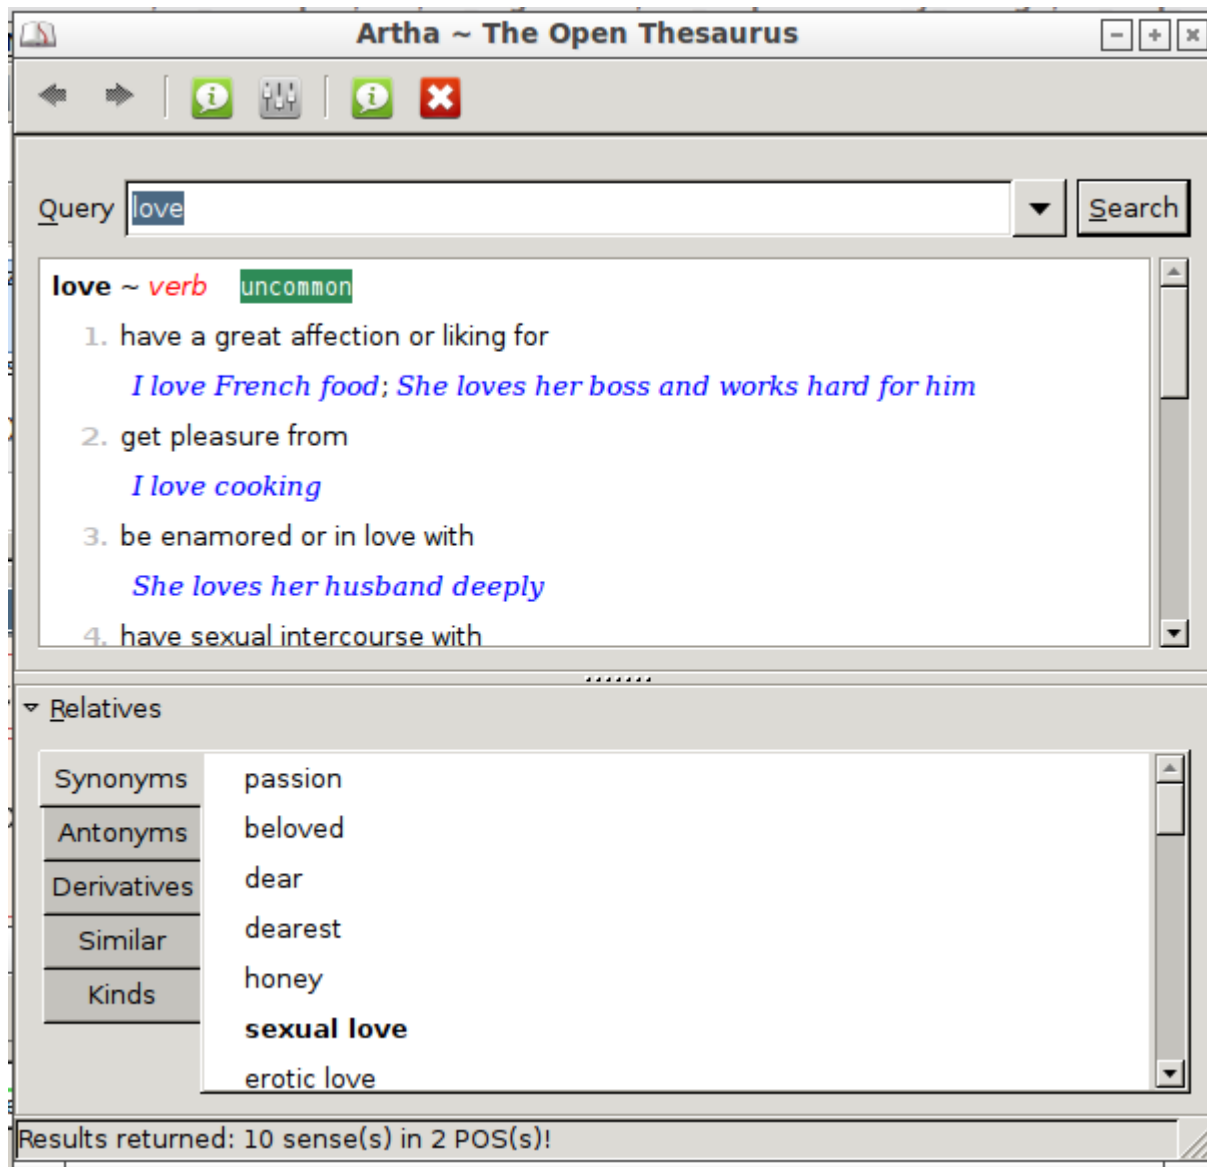 Artha ~ The Open Thesaurus
Query love Search
love ~ verb uncommon
1. have a great affection or liking for
I love French food; She loves her boss and works hard for him
2. get pleasure from
I love cooking
3. be enamored or in love with
She loves her husband deeply
4. have sexual intercourse with
Relatives
Synonyms
Antonyms
Derivatives
Similar
Kinds
passion
beloved
dear
dearest
honey
sexual love
erotic love
Results returned: 10 sense(s) in 2 POS(s)!